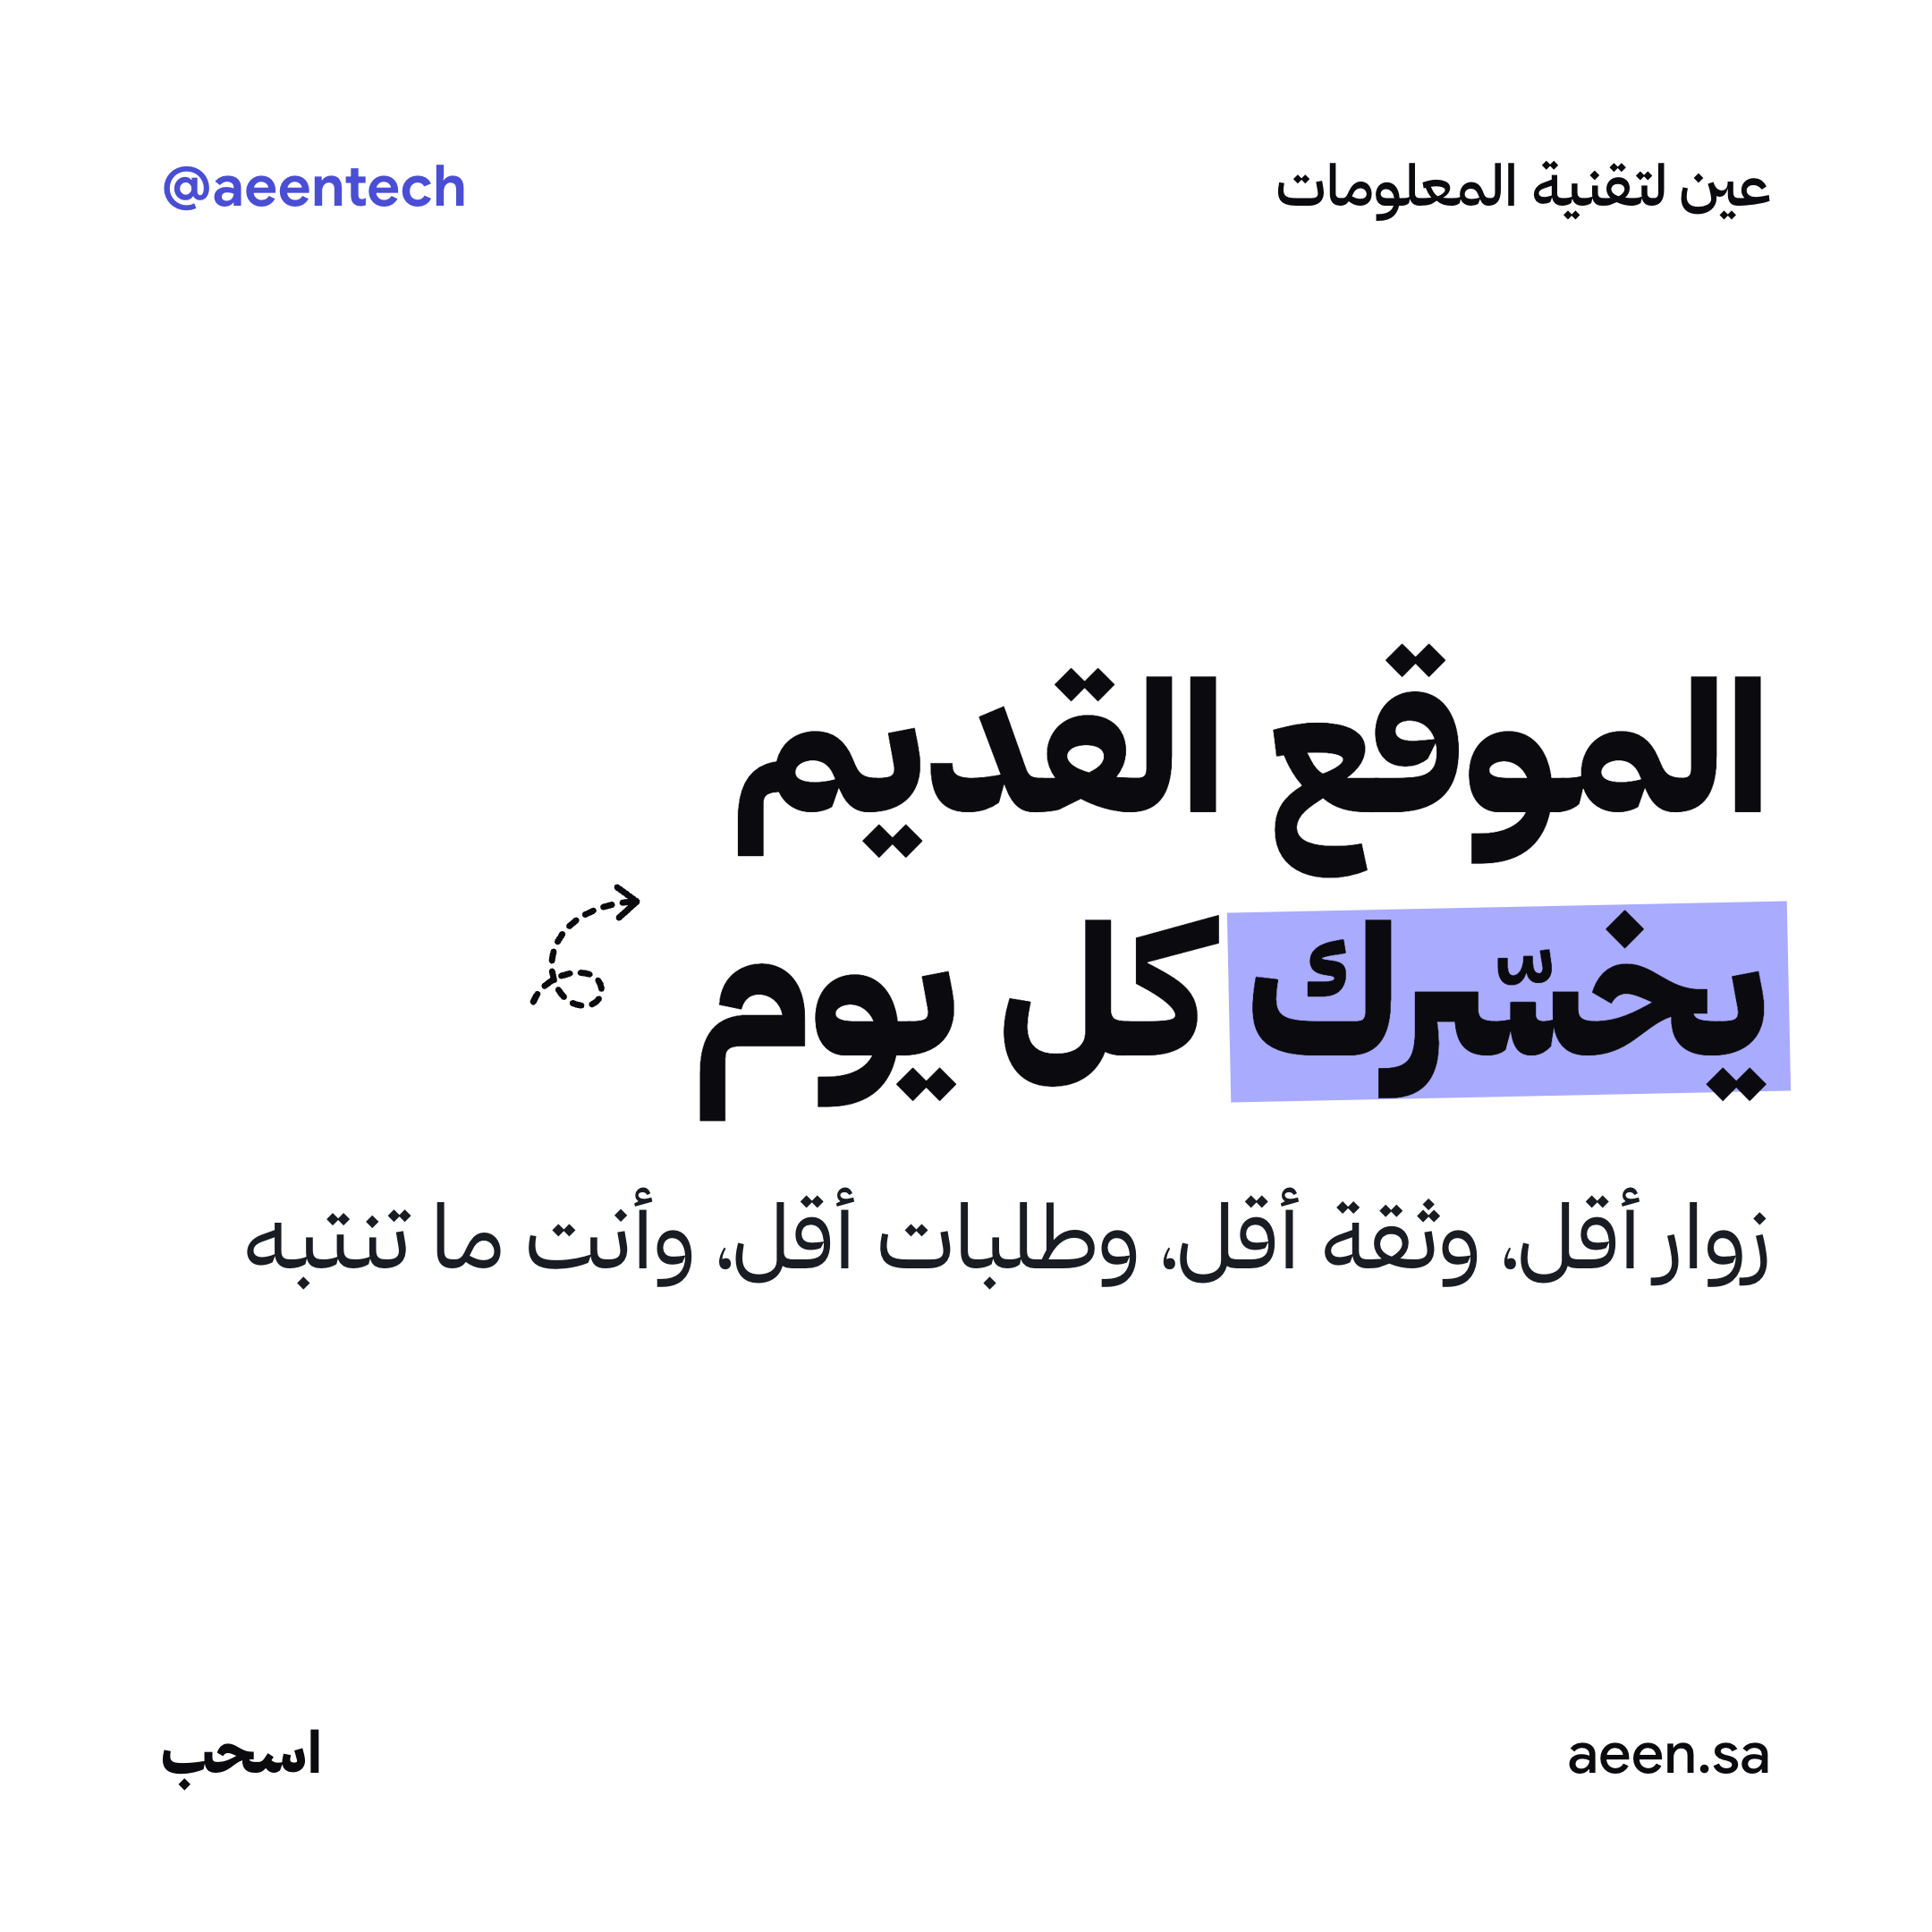 عين لتقنية المعلومات
@aeentech
الموقع القديم
يخسّرك كل يوم
زوار أقل، وثقة أقل، وطلبات أقل، وأنت ما تنتبه
aeen.sa
اسحب